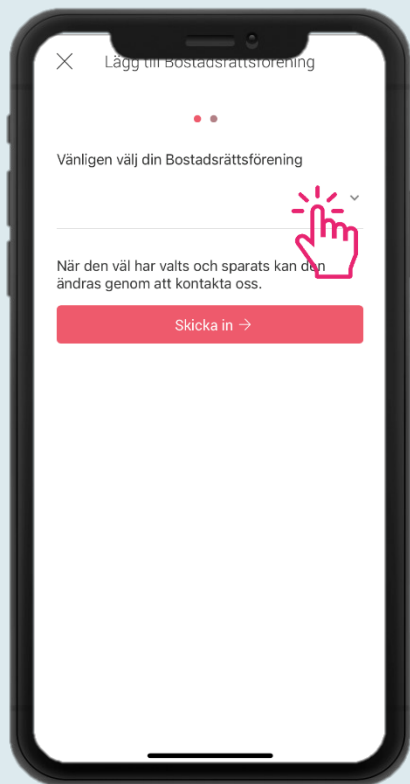 Lägg till Bostadsrättsförening
Vänligen välj din Bostadsrättsförening
När den väl har valts och sparats kan den
ändras genom att kontakta oss.
Skicka in →